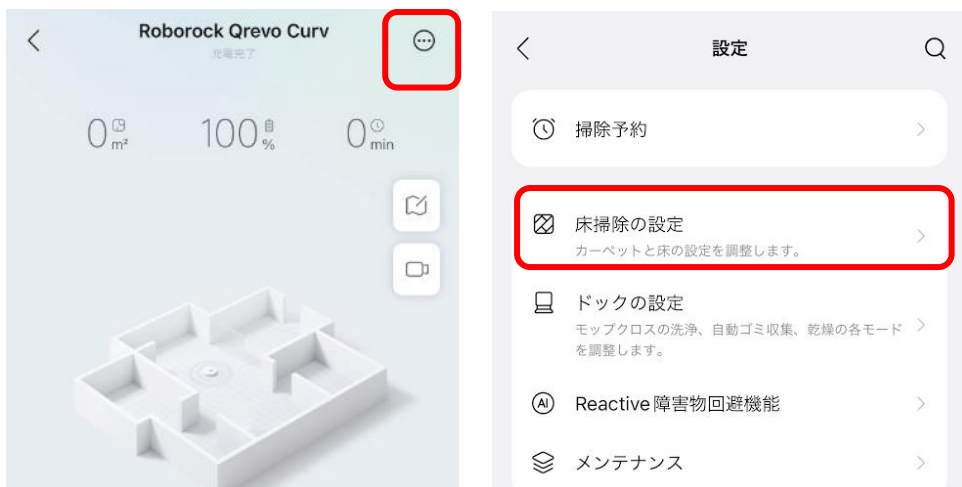 Roborock Qrevo Curv
充電完了
0 m²
100 %
0 min
設定
掃除予約
床掃除の設定
カーペットと床の設定を調整します。
ドックの設定
モップクロスの洗浄、自動ゴミ収集、乾燥の各モード
を調整します。
AI
Reactive 障害物回避機能
メンテナンス